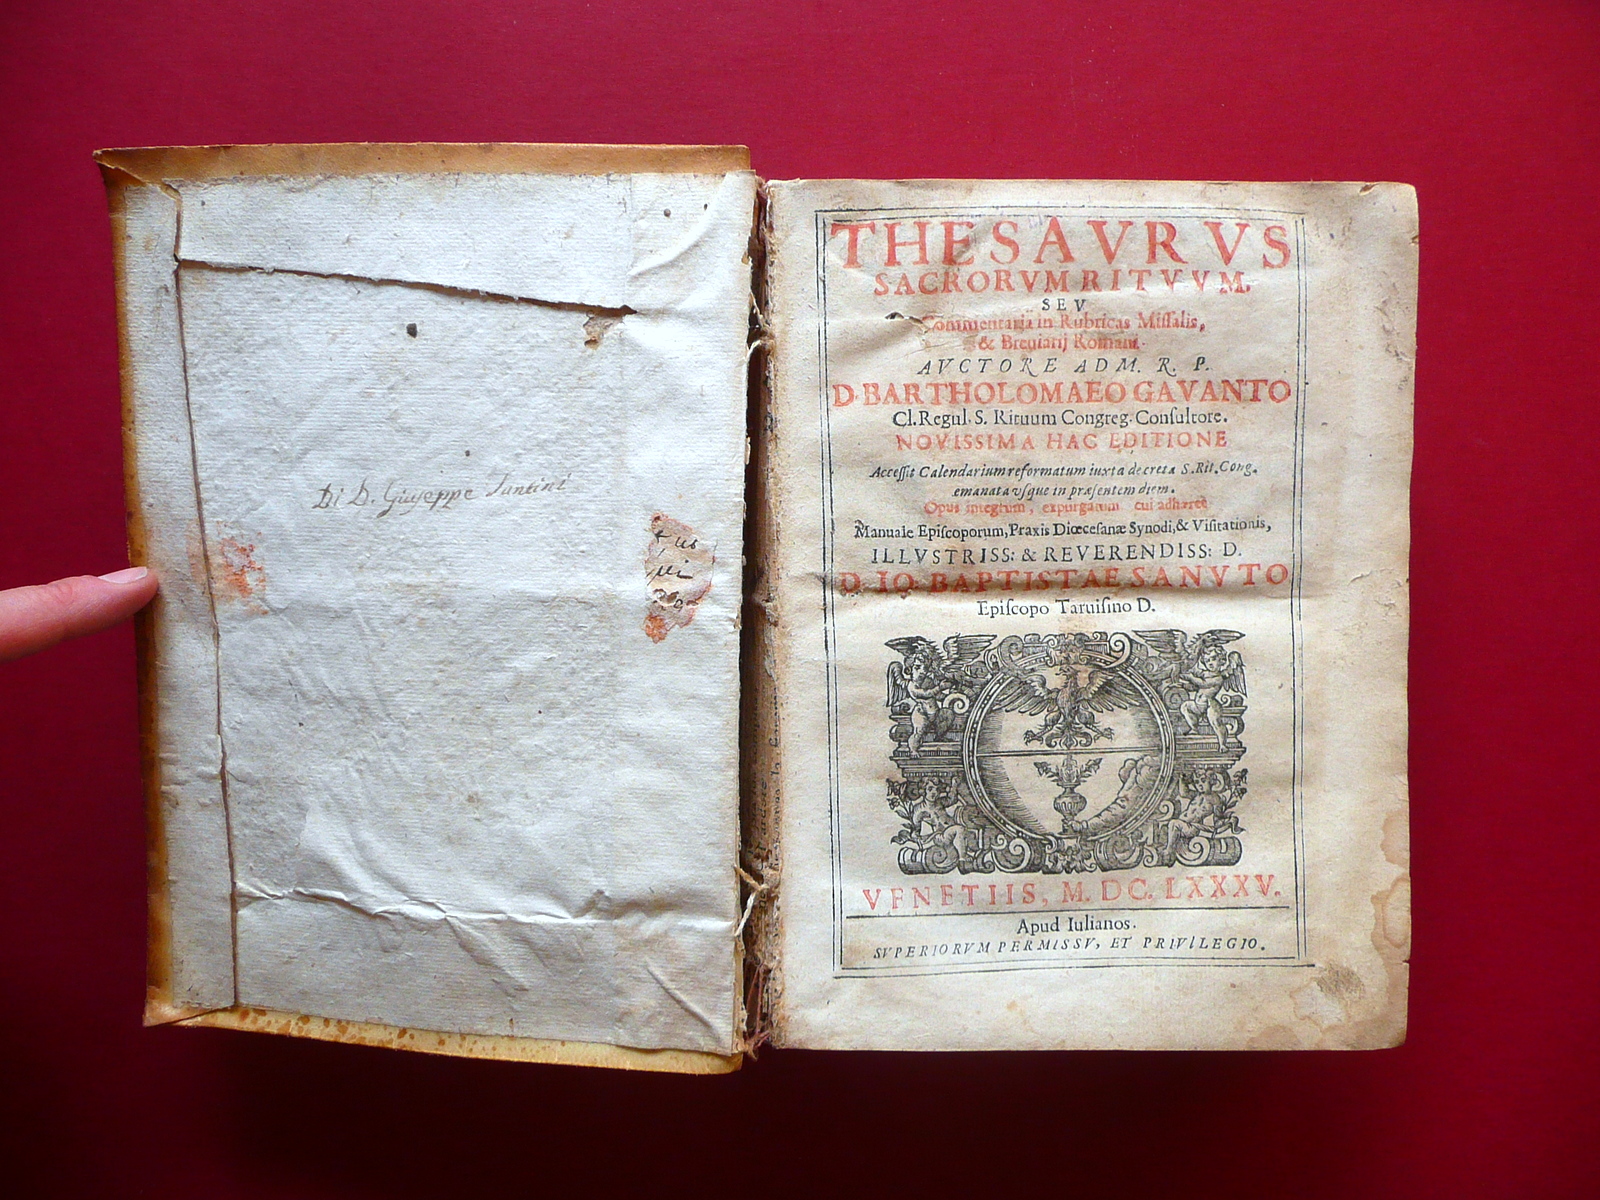 Di D. Giuseppe Santini
THESAVRVS
SACRORVM RITVVM.
SEV
Commentaria in Rubricas Miſſalis,
& Breuiarij Romani.
AVCTORE ADM. R. P.
D. BARTHOLOMAEO GAVANTO
Cl. Regul. S. Rituum Congreg. Conſultore.
NOVISSIMA HAC EDITIONE
Acceſſit Calendarium reformatum iuxta decreta S. Rit. Cong.
emanata vſque in præſentem diem.
Opus integrum, expurgatum cui adhæret
Manuale Epiſcoporum, Praxis Diœceſanæ Synodi, & Viſitationis,
ILLVSTRISS: & REVERENDISS: D.
D. IO. BAPTISTAE SANVTO
Epiſcopo Taruiſino D.
VENETIIS, M. DC. LXXXV.
Apud Iulianos.
SVPERIORVM PERMISSV, ET PRIVILEGIO.